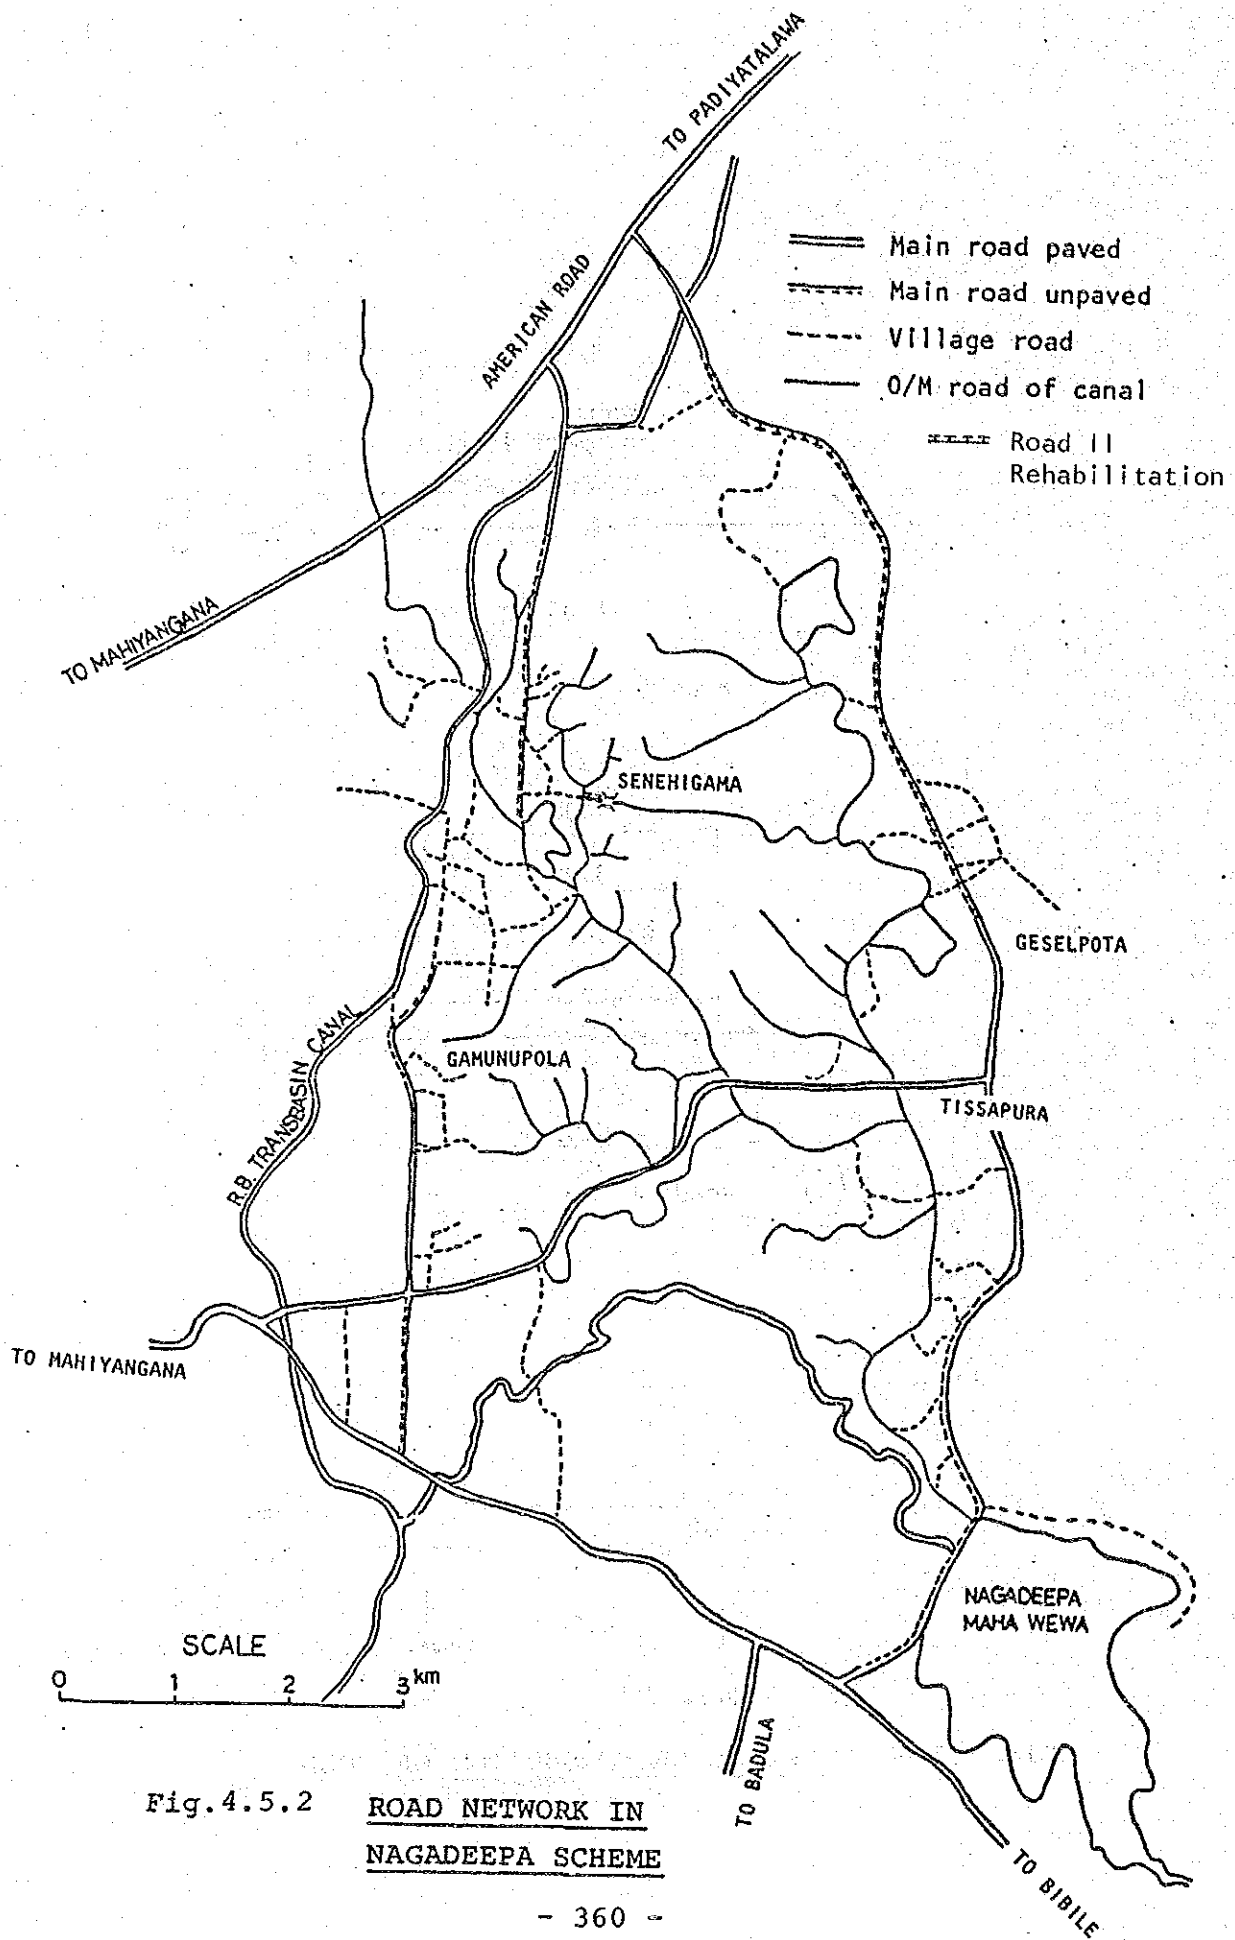 TO PADIYATALAWA
AMERICAN ROAD
Main road paved
Main road unpaved
Village road
O/M road of canal
Road II
Rehabilitation
TO MAHIYANGANA
SENEHIGAMA
GESELPOTA
R.B. TRANSBASIN CANAL
GAMUNUPOLA
TISSAPURA
TO MAHIYANGANA
NAGADEEPA
MAHA WEWA
SCALE
0 1 2 3 km
TO BADULA
TO BIBILE
Fig.4.5.2 ROAD NETWORK IN
NAGADEEPA SCHEME
- 360 -